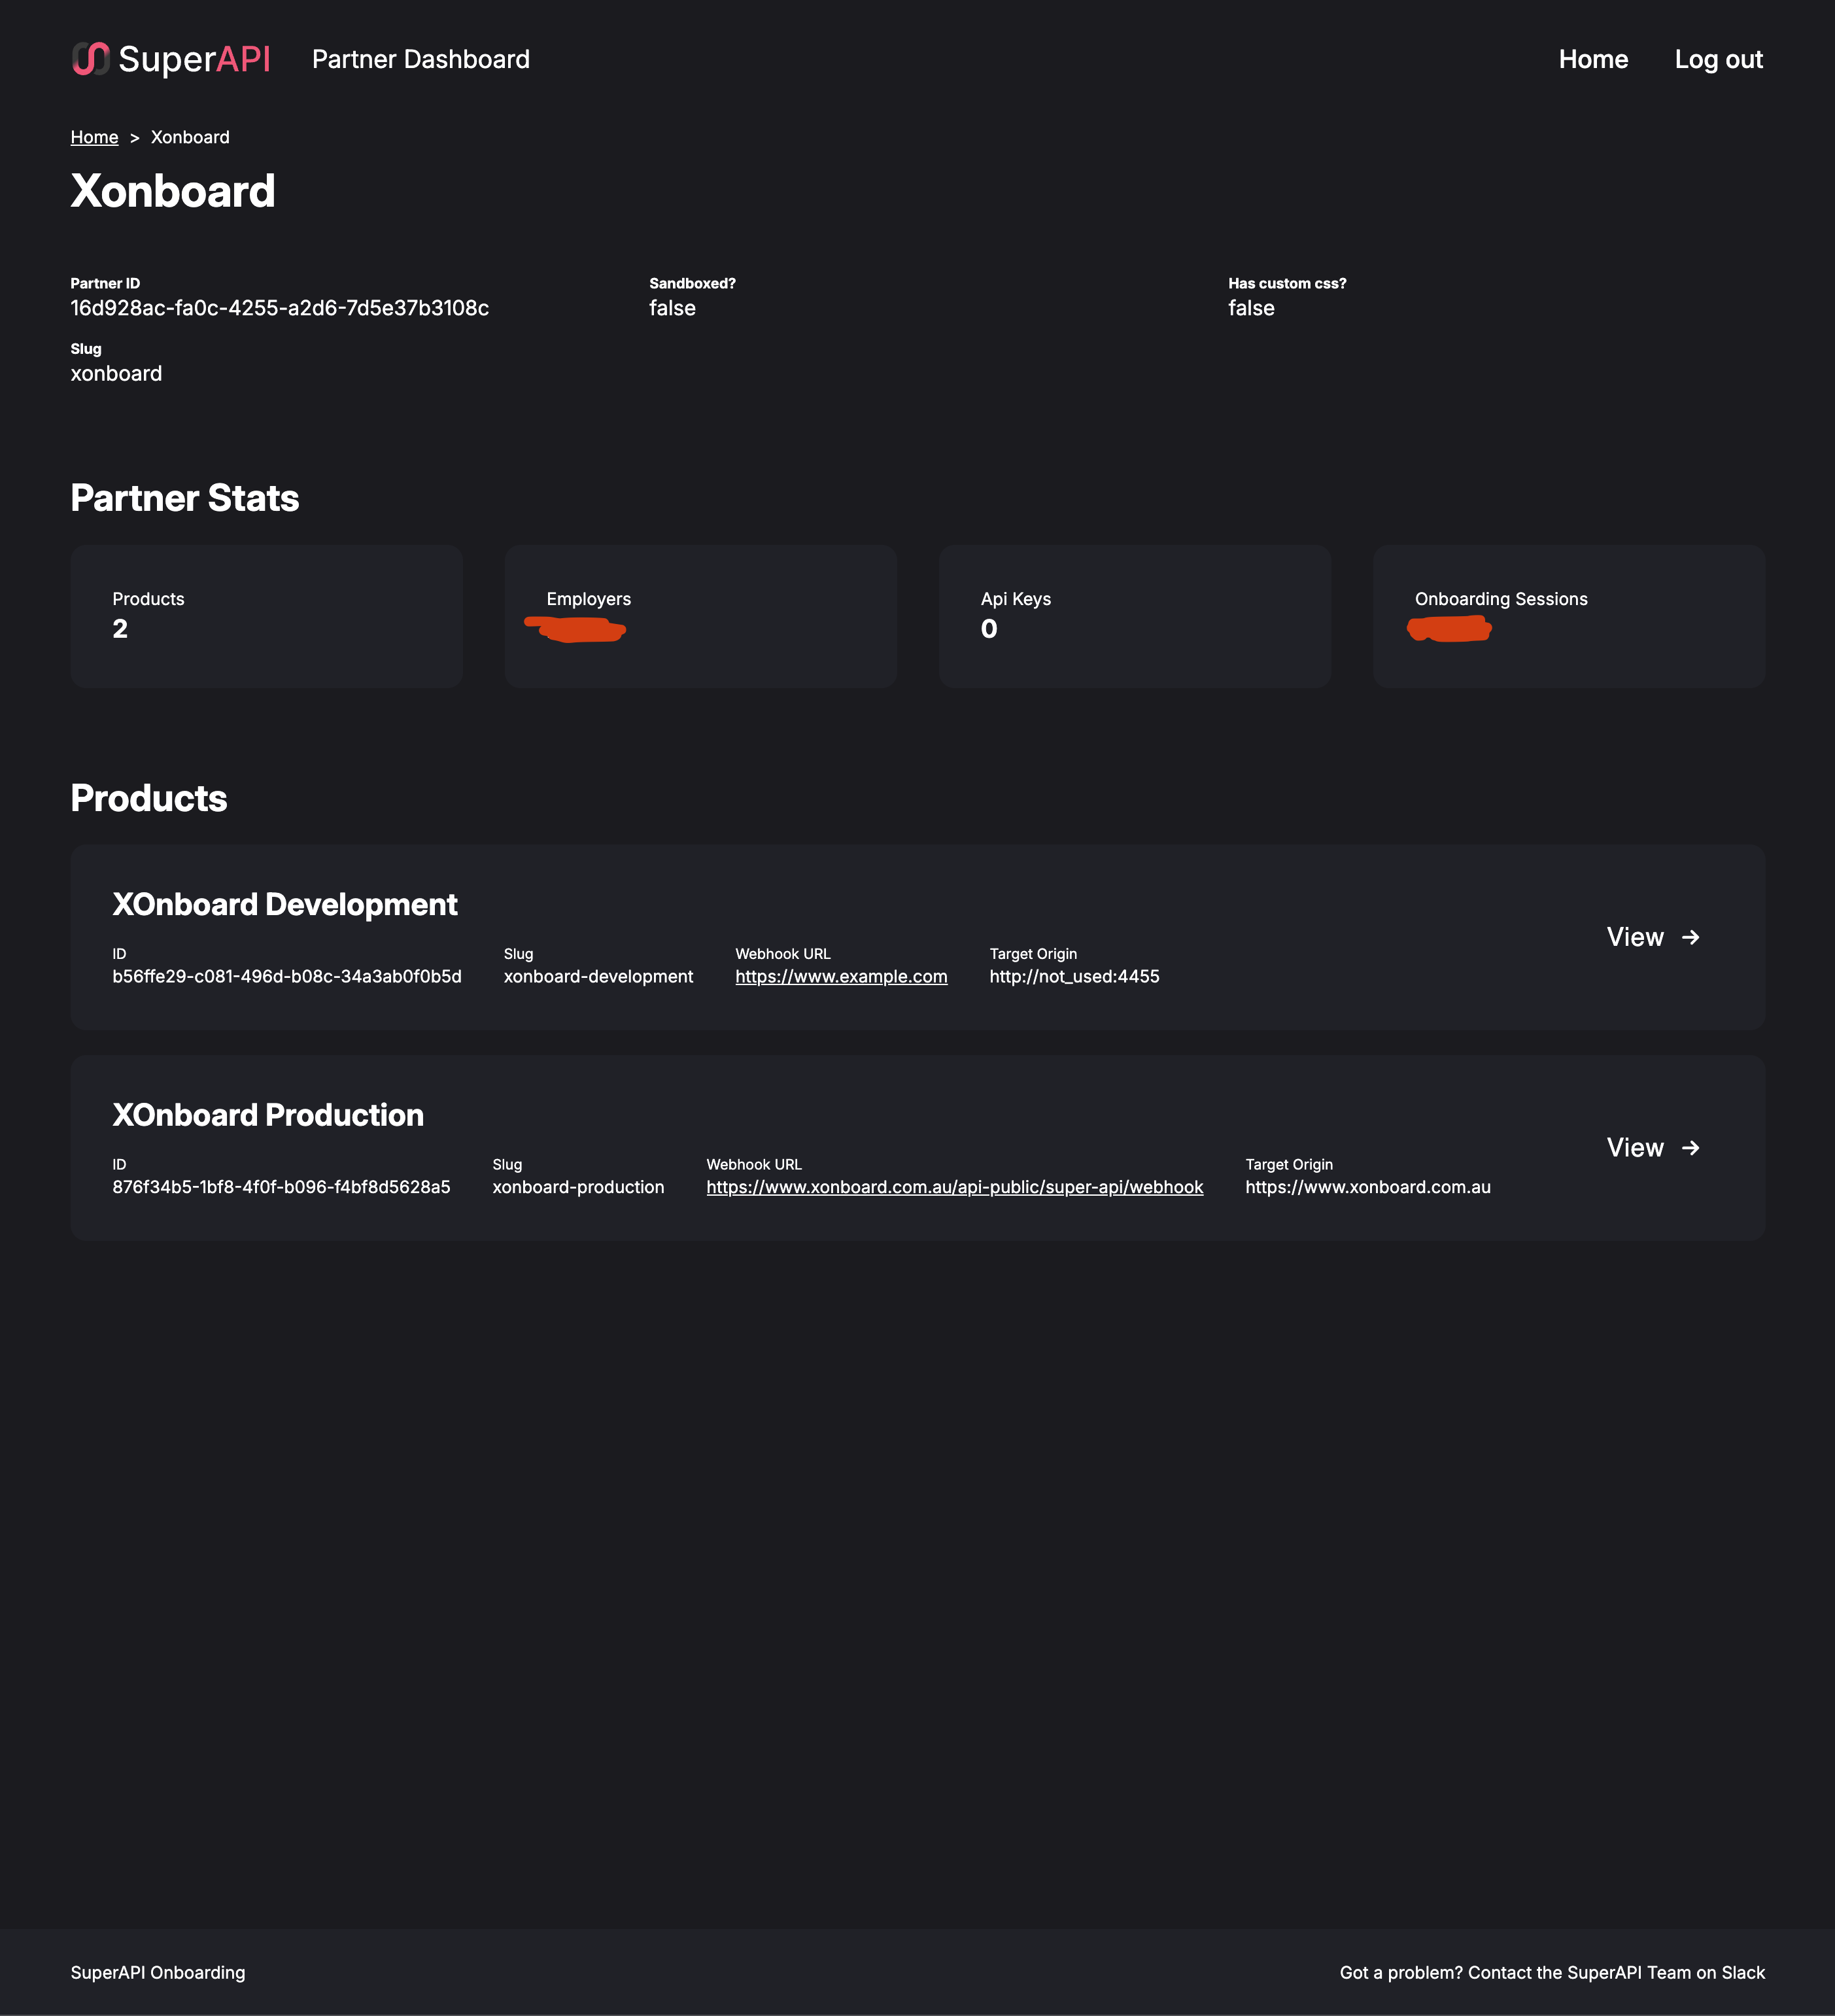 SuperAPI Partner Dashboard Home Log out
Home > Xonboard
Xonboard
Partner ID Sandboxed? Has custom css?
16d928ac-fa0c-4255-a2d6-7d5e37b3108c false false
Slug
xonboard
Partner Stats
Products Employers Api Keys Onboarding Sessions
2 0
Products
XOnboard Development
View →
ID Slug Webhook URL Target Origin
b56ffe29-c081-496d-b08c-34a3ab0f0b5d xonboard-development https://www.example.com http://not_used:4455
XOnboard Production
View →
ID Slug Webhook URL Target Origin
876f34b5-1bf8-4f0f-b096-f4bf8d5628a5 xonboard-production https://www.xonboard.com.au/api-public/super-api/webhook https://www.xonboard.com.au
SuperAPI Onboarding Got a problem? Contact the SuperAPI Team on Slack